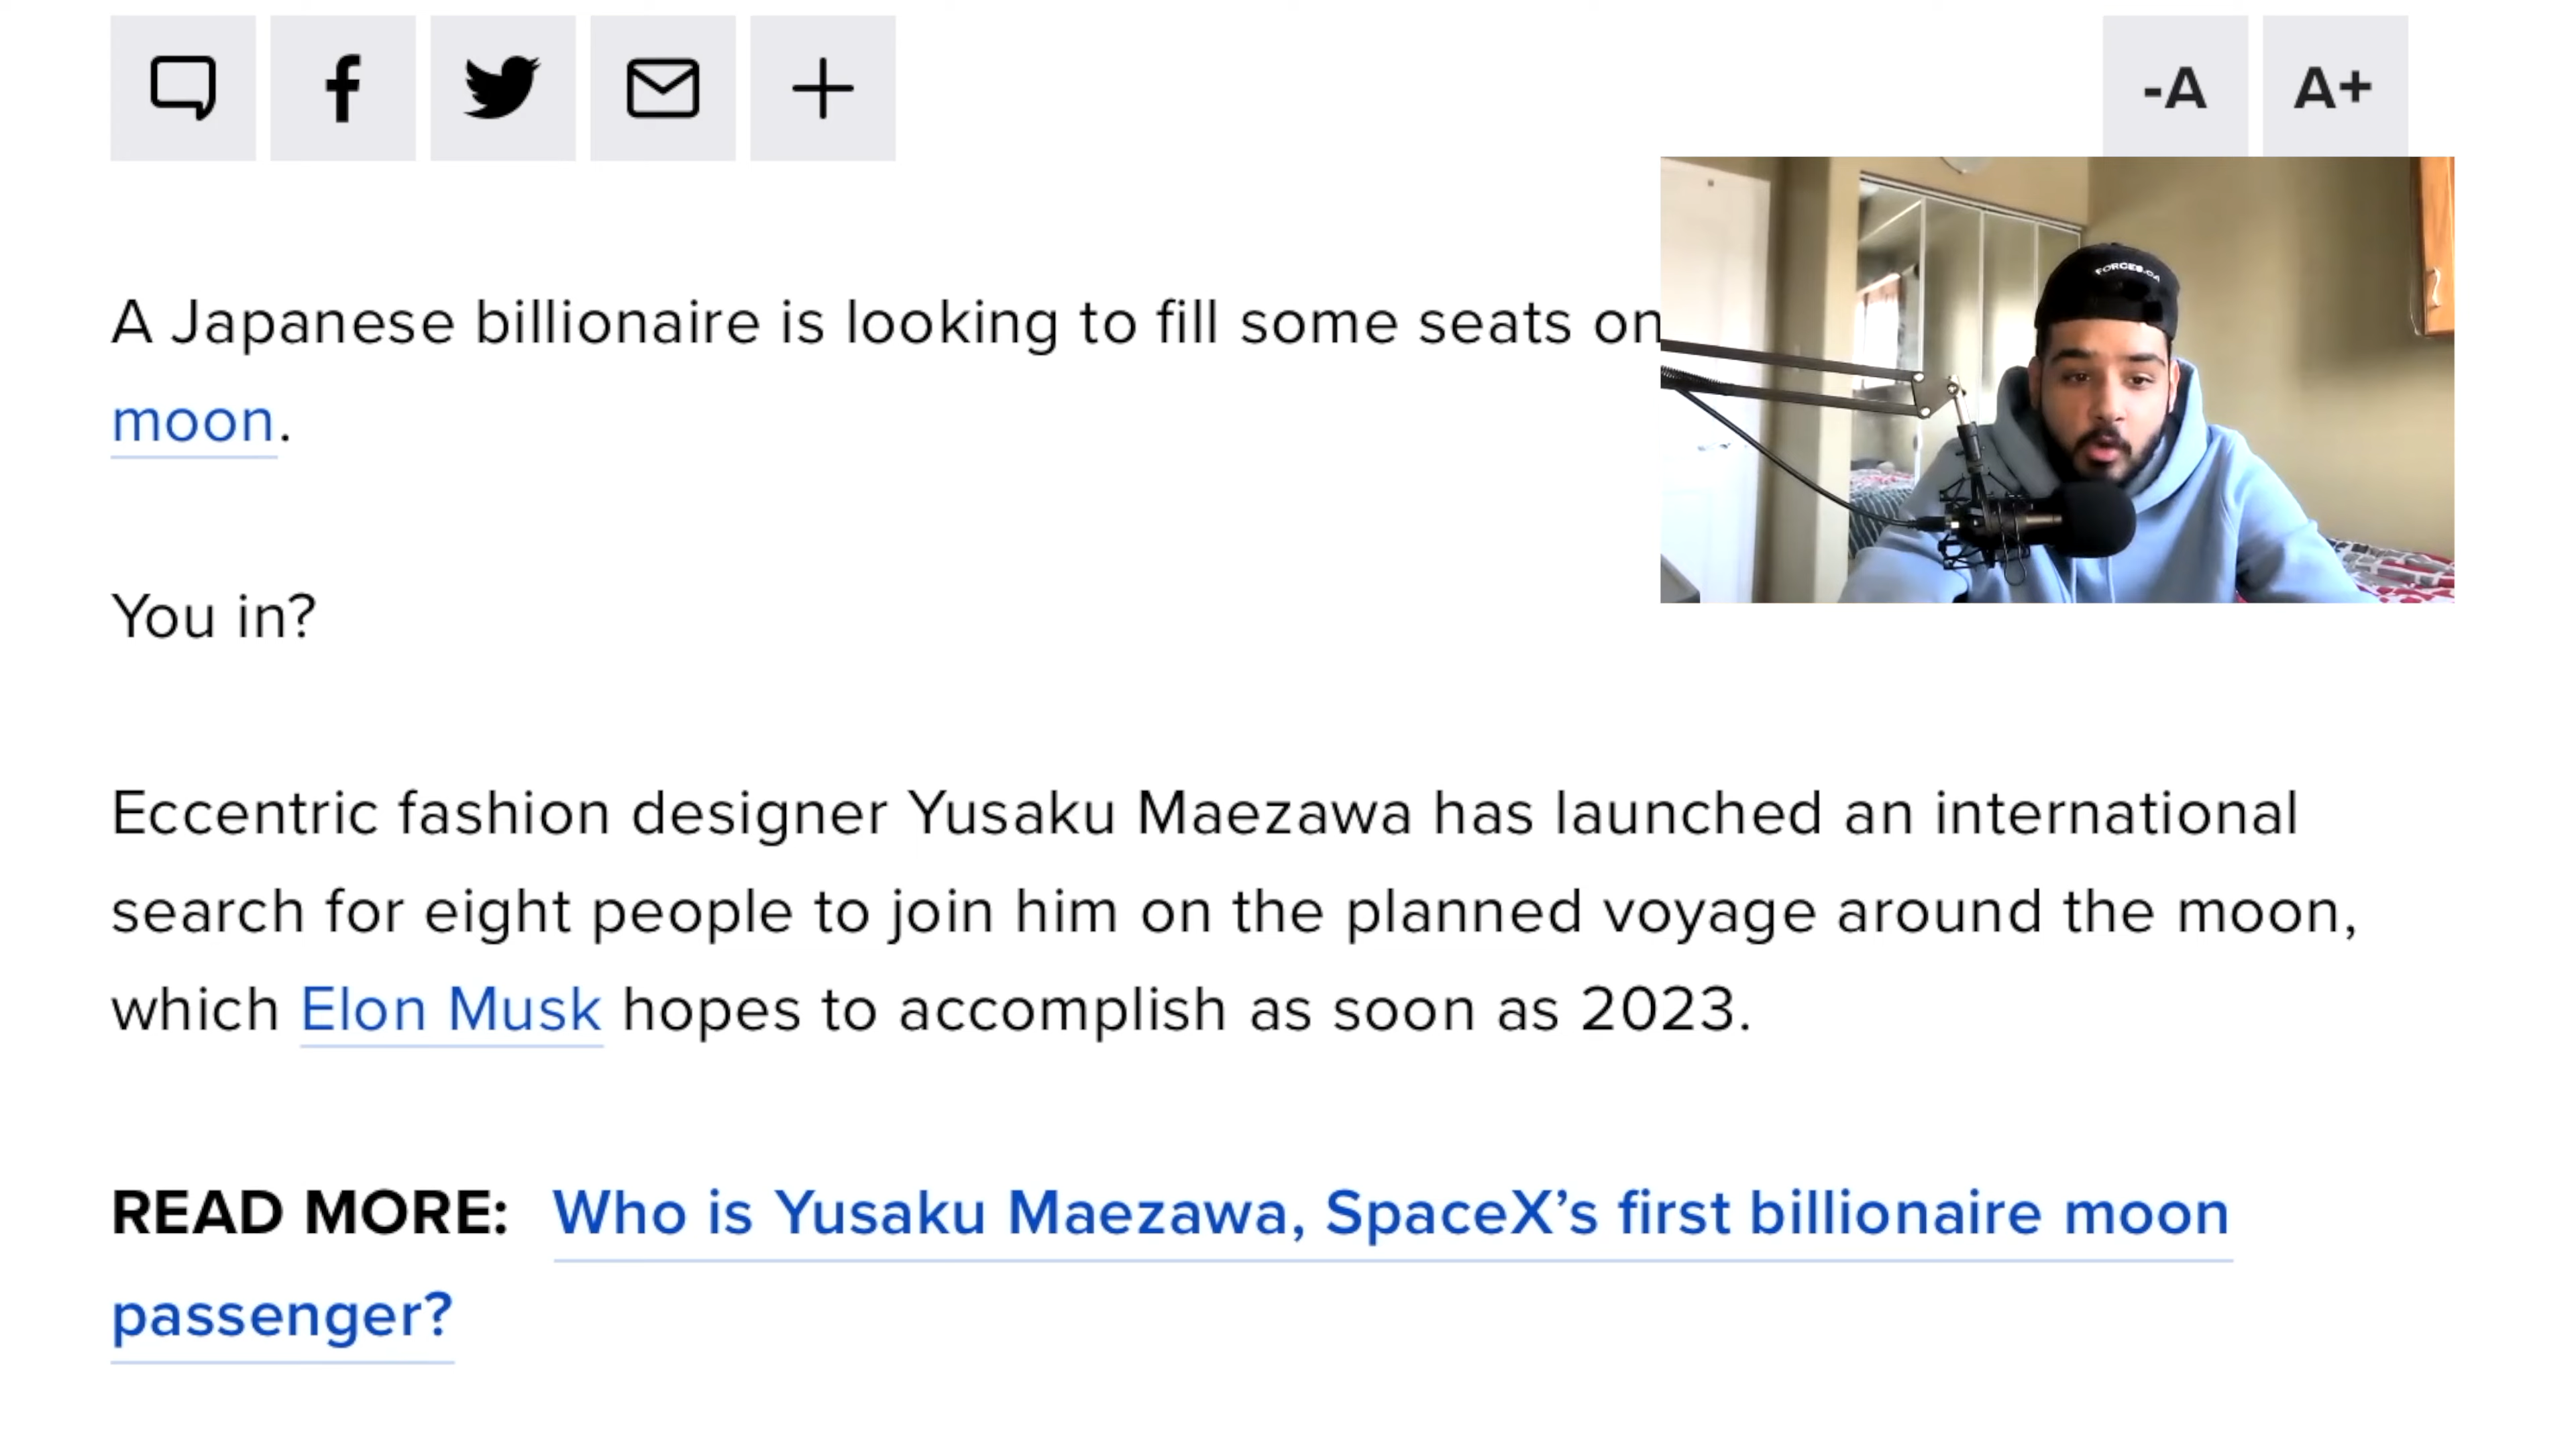 -A A+
FORCES.CA
A Japanese billionaire is looking to fill some seats on
moon.
You in?
Eccentric fashion designer Yusaku Maezawa has launched an international
search for eight people to join him on the planned voyage around the moon,
which Elon Musk hopes to accomplish as soon as 2023.
READ MORE: Who is Yusaku Maezawa, SpaceX’s first billionaire moon
passenger?